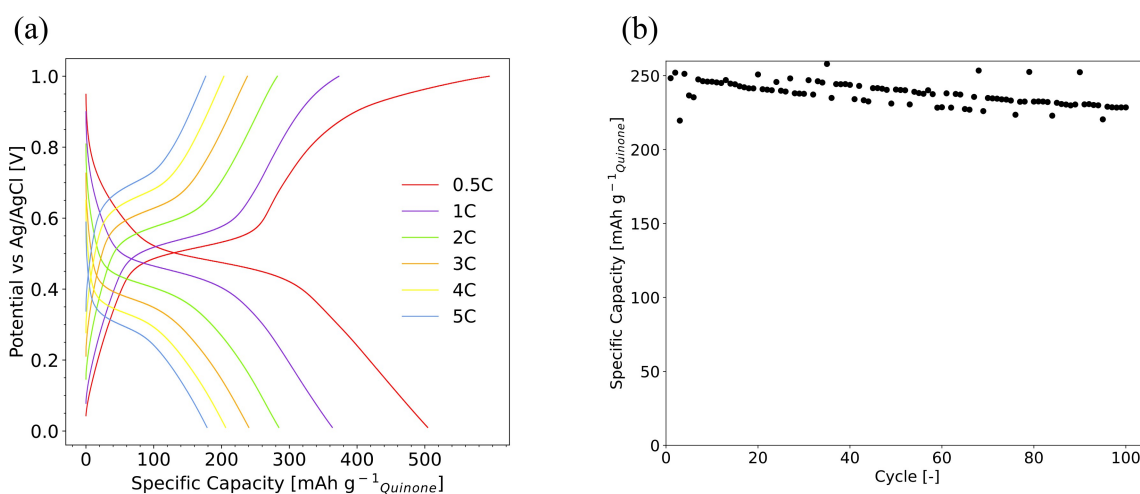 (a)
1.0
0.8
0.6
0.4
0.2
0.0
Potential vs Ag/AgCl [V]
0.5C
1C
2C
3C
4C
5C
0 100 200 300 400 500
Specific Capacity [mAh g⁻¹Quinone]
(b)
250
200
150
100
50
0
Specific Capacity [mAh g⁻¹Quinone]
0 20 40 60 80 100
Cycle [-]